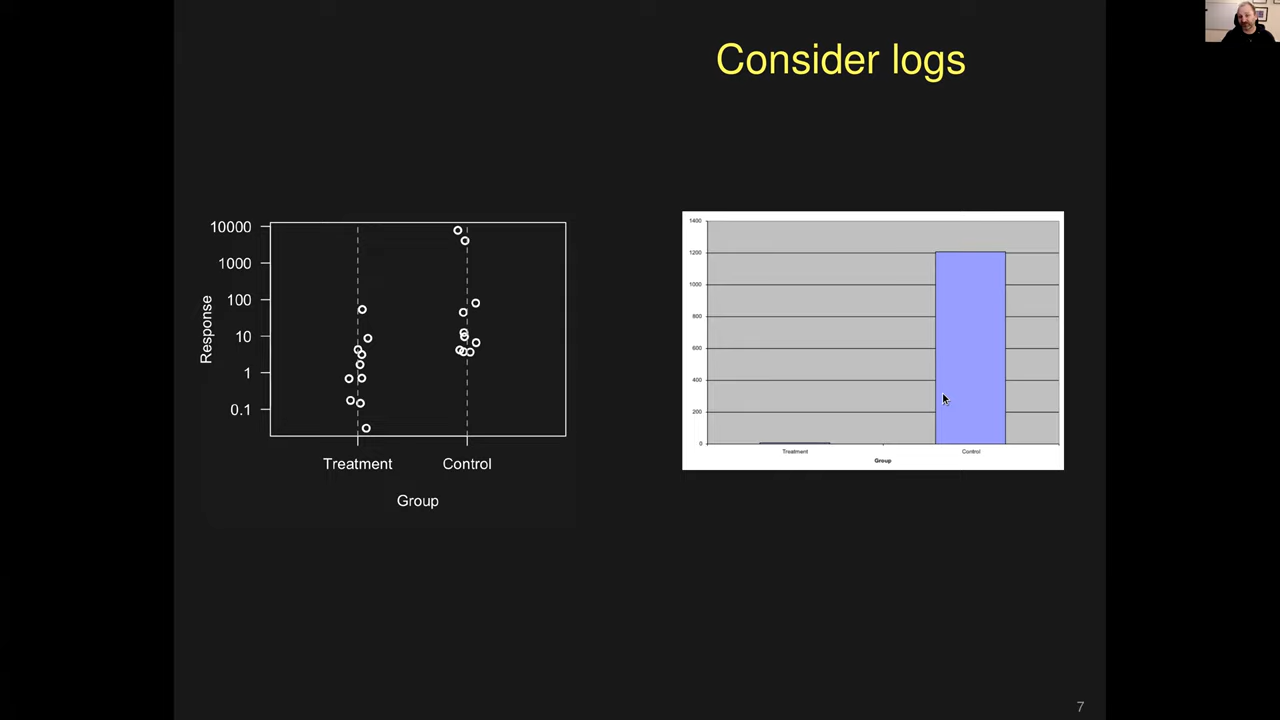 Consider logs
10000
1000
100
10
1
0.1
Response
Treatment Control
Group
1400
1200
1000
800
600
400
200
0
Treatment Control
Group
7